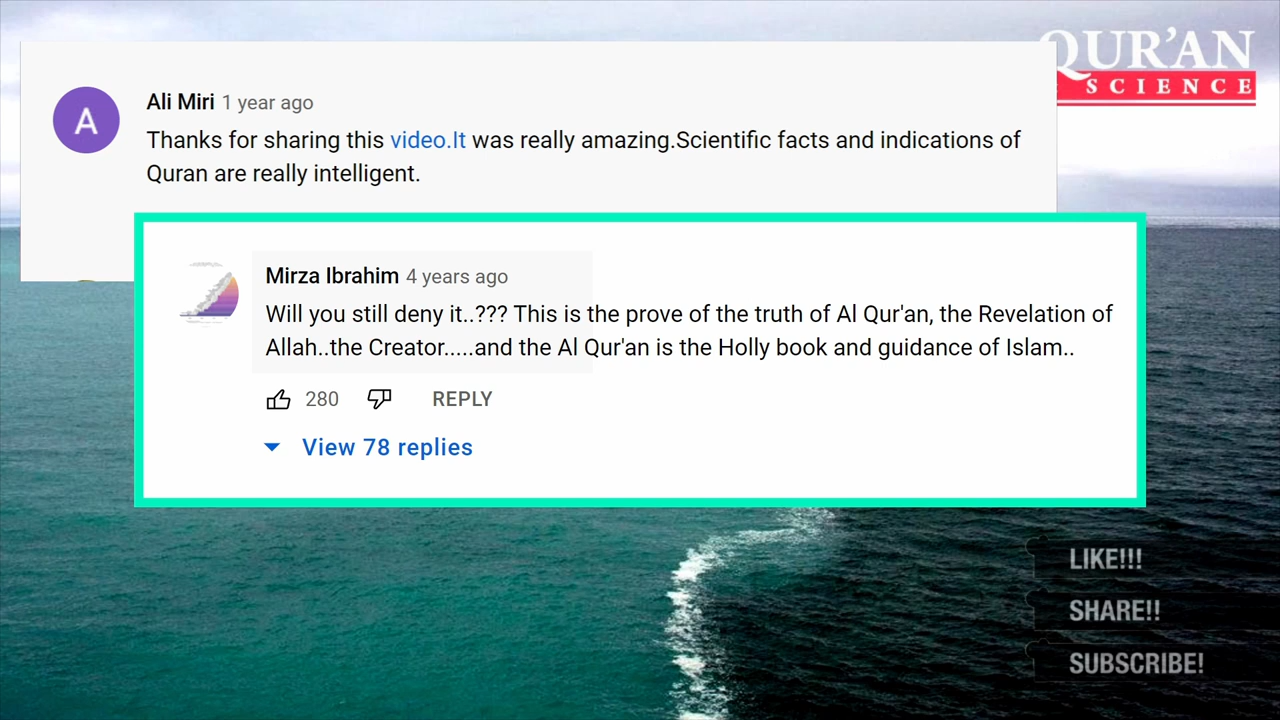 QUR'AN
SCIENCE
Ali Miri 1 year ago
Thanks for sharing this video.It was really amazing.Scientific facts and indications of
Quran are really intelligent.
Mirza Ibrahim 4 years ago
Will you still deny it..??? This is the prove of the truth of Al Qur'an, the Revelation of
Allah..the Creator.....and the Al Qur'an is the Holly book and guidance of Islam..
280 REPLY
View 78 replies
LIKE!!!
SHARE!!
SUBSCRIBE!